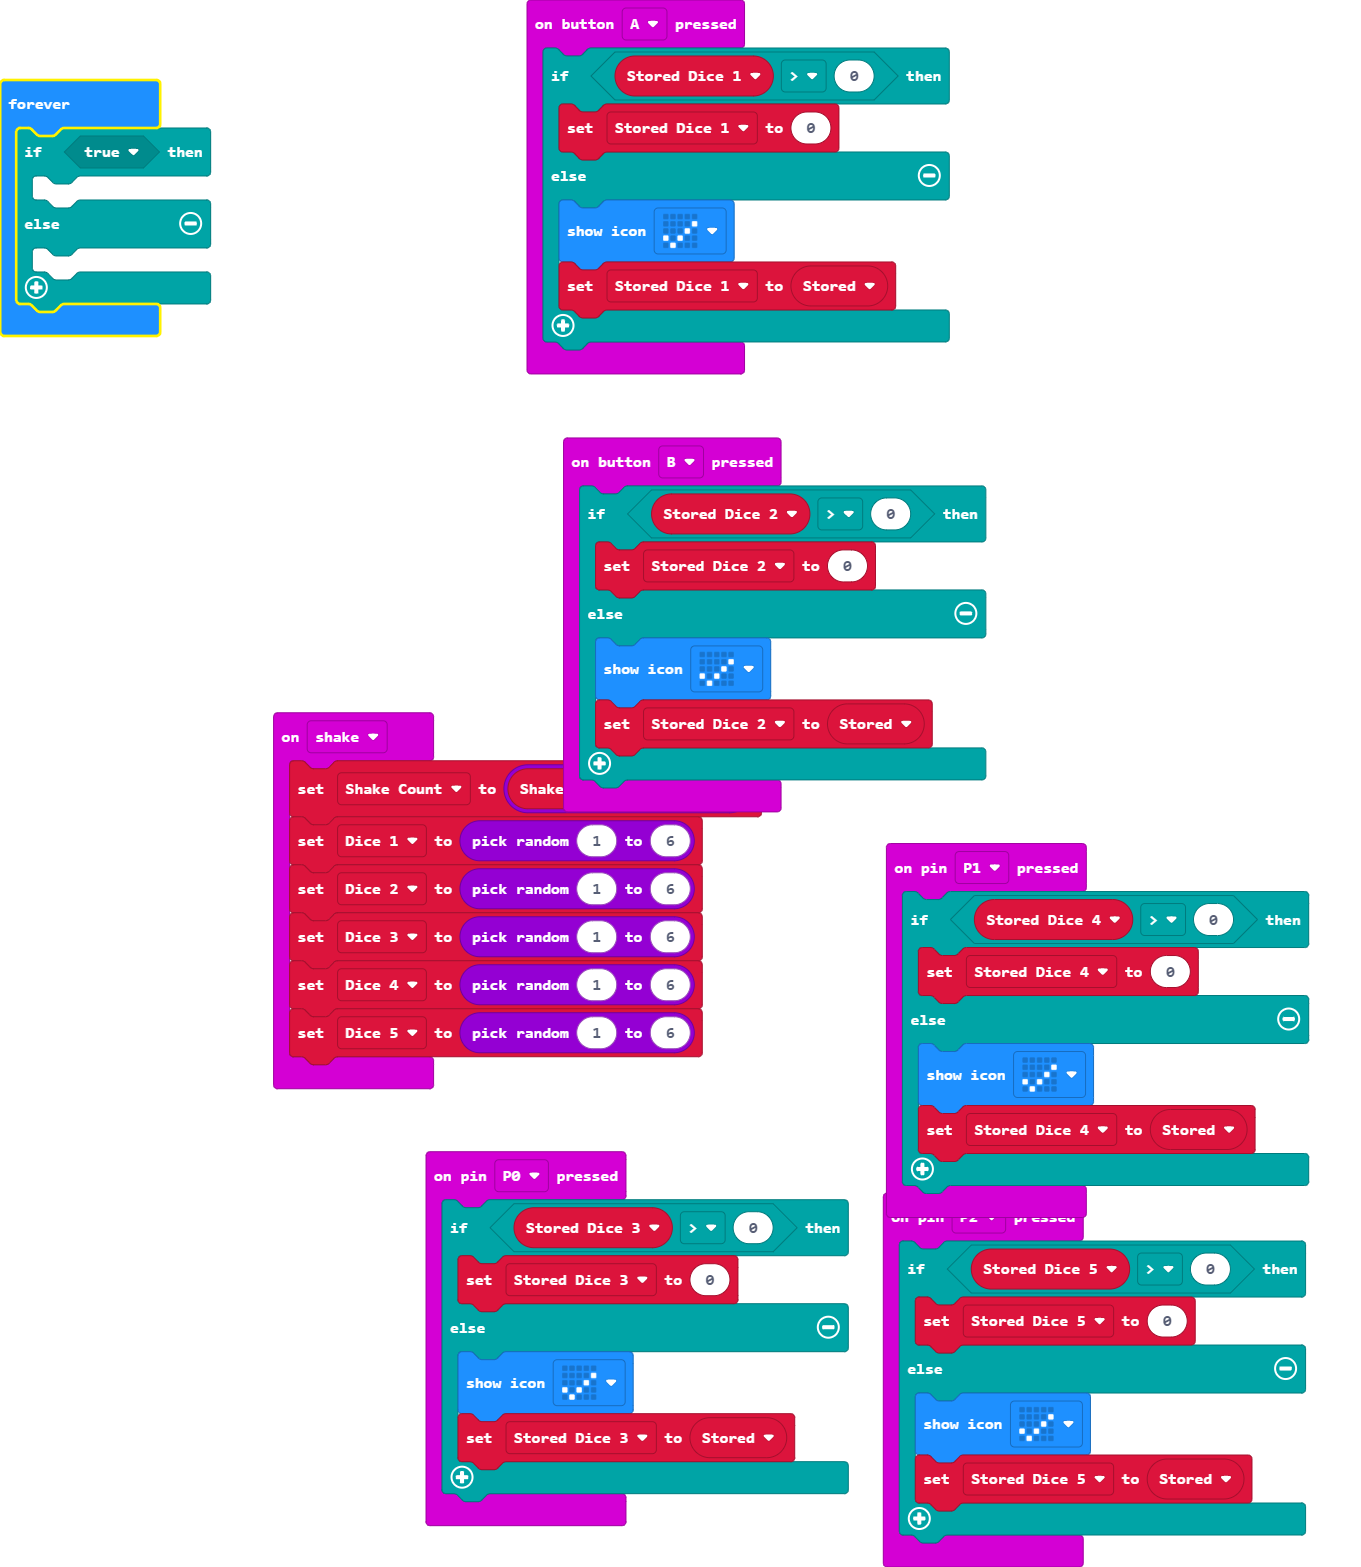 forever
if true then
else
on button A pressed
if Stored Dice 1 > 0 then
set Stored Dice 1 to 0
else
show icon
set Stored Dice 1 to Stored
on button B pressed
if Stored Dice 2 > 0 then
set Stored Dice 2 to 0
else
show icon
set Stored Dice 2 to Stored
on shake
set Shake Count to Shake
set Dice 1 to pick random 1 to 6
set Dice 2 to pick random 1 to 6
set Dice 3 to pick random 1 to 6
set Dice 4 to pick random 1 to 6
set Dice 5 to pick random 1 to 6
on pin P1 pressed
if Stored Dice 4 > 0 then
set Stored Dice 4 to 0
else
show icon
set Stored Dice 4 to Stored
on pin P0 pressed
if Stored Dice 3 > 0 then
set Stored Dice 3 to 0
else
show icon
set Stored Dice 3 to Stored
on pin P2 pressed
if Stored Dice 5 > 0 then
set Stored Dice 5 to 0
else
show icon
set Stored Dice 5 to Stored